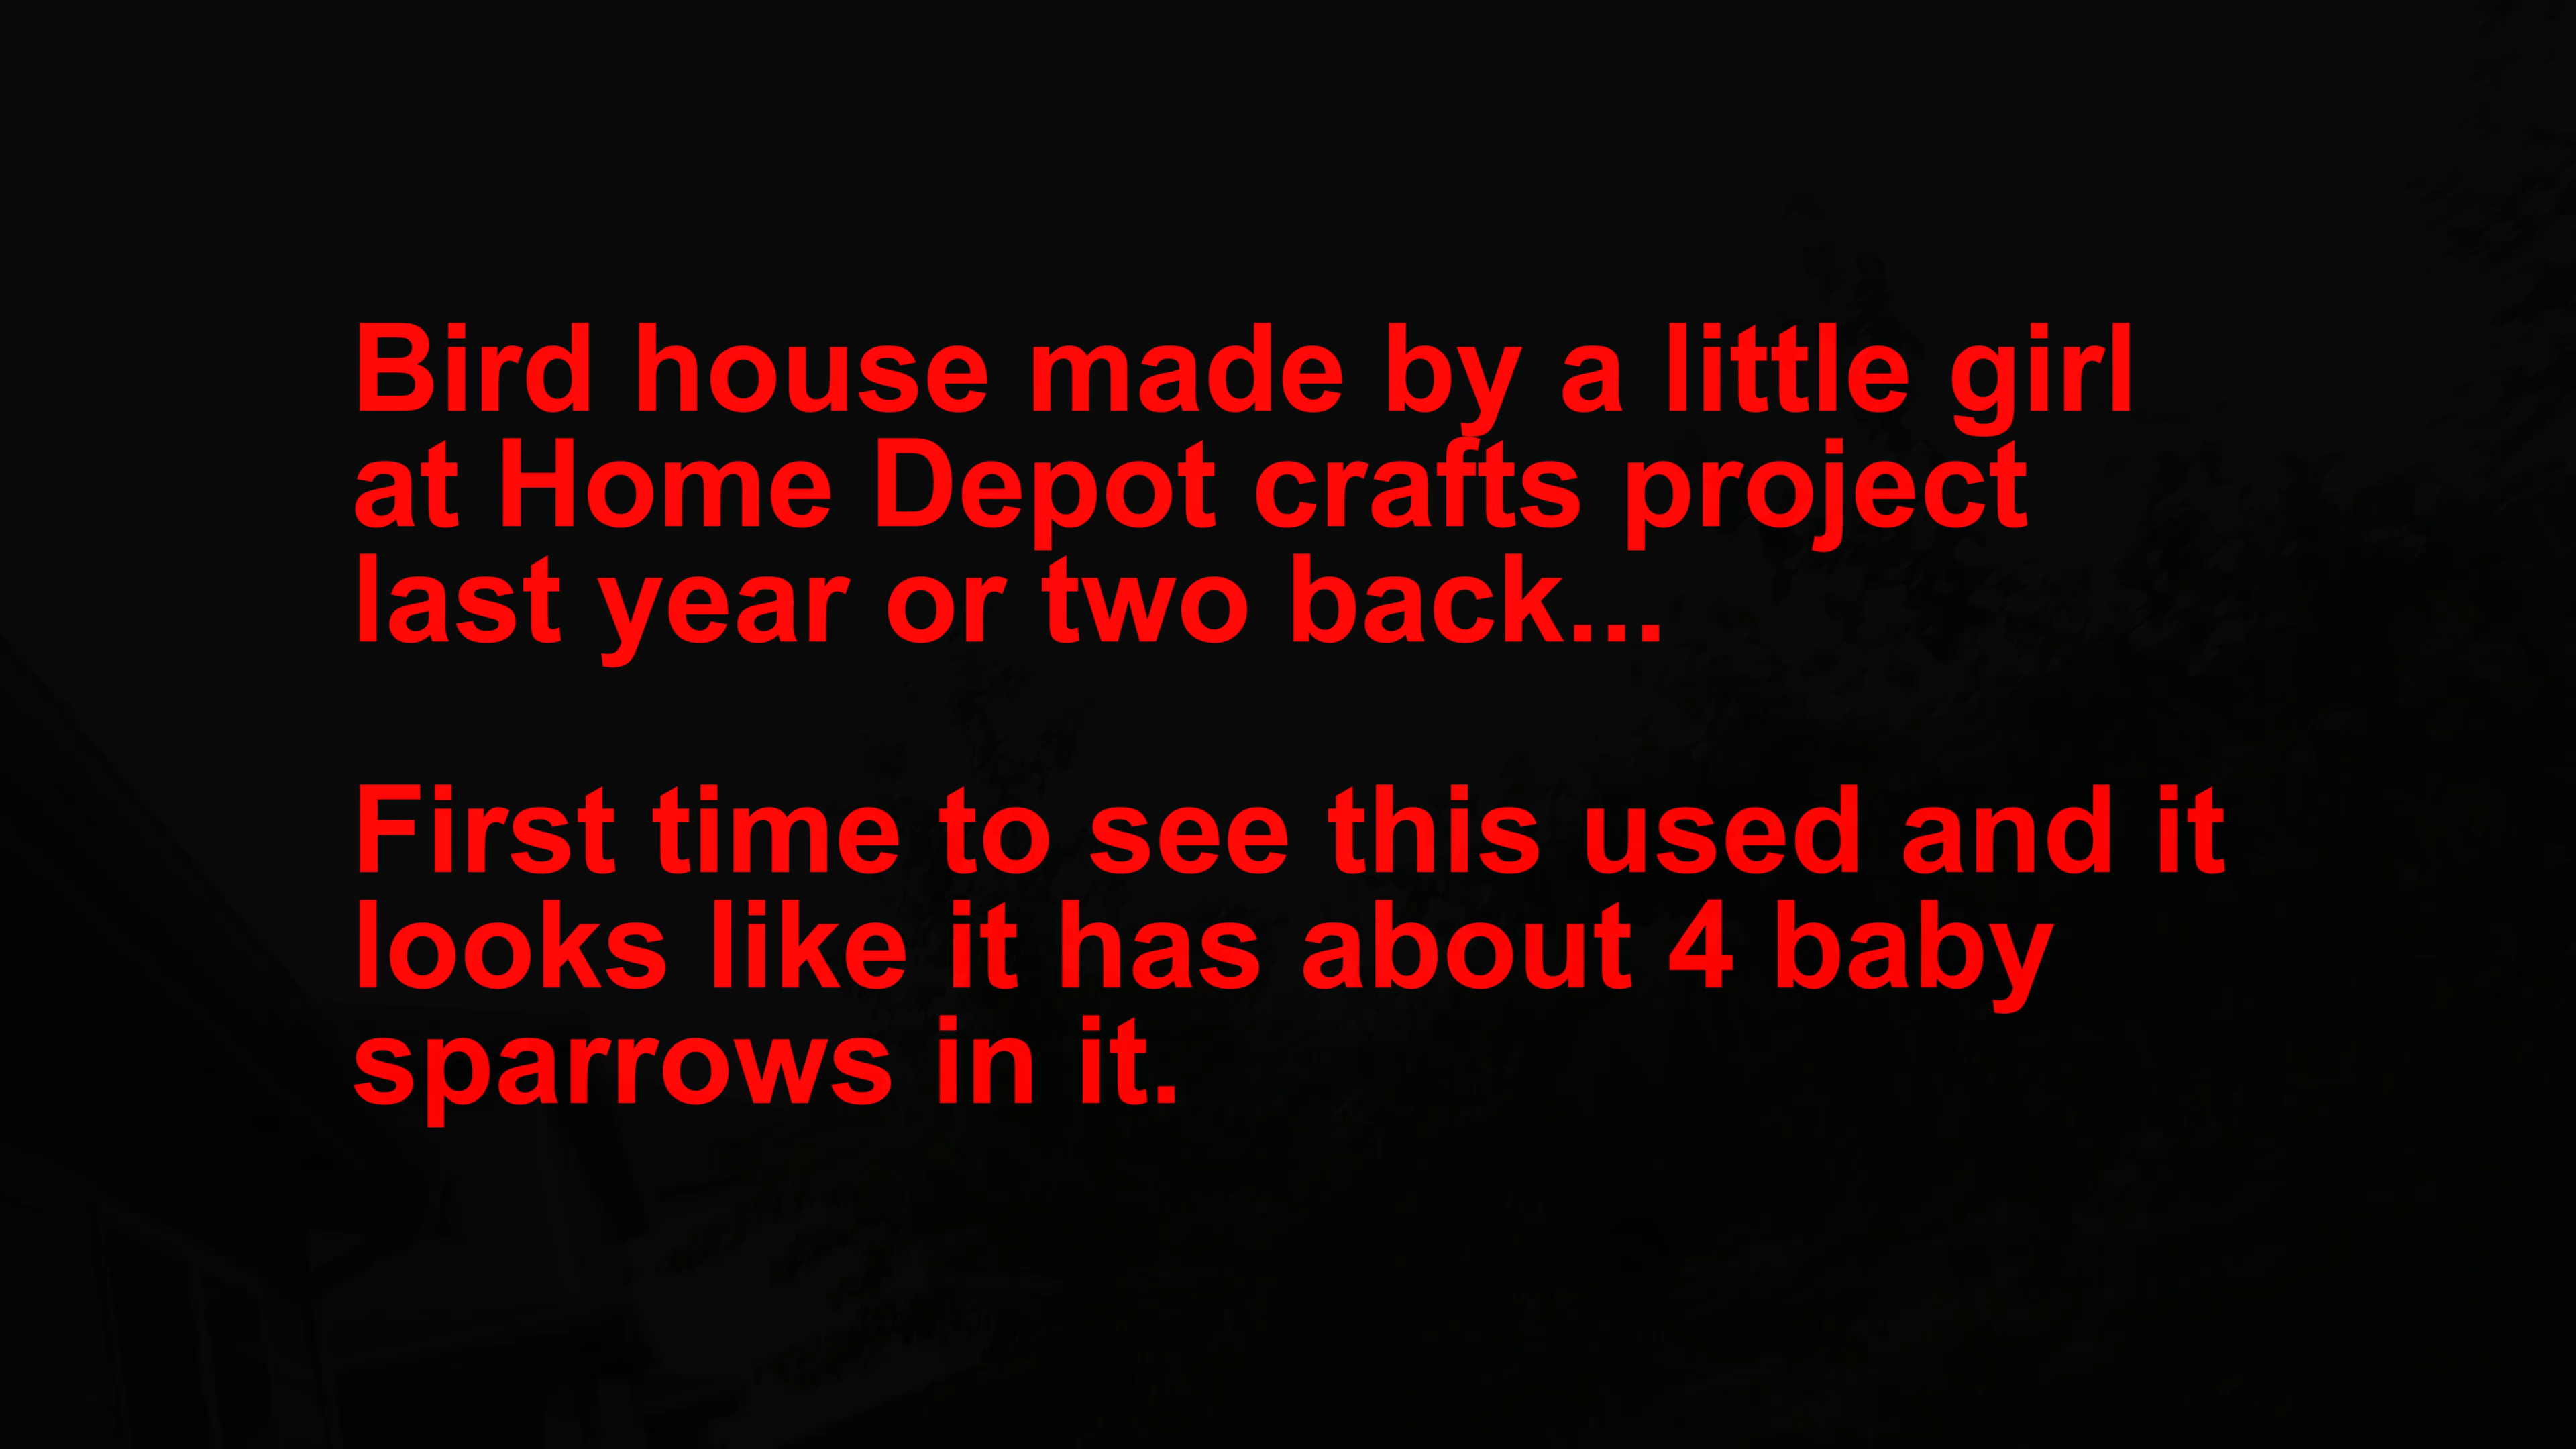 Bird house made by a little girl
at Home Depot crafts project
last year or two back...
First time to see this used and it
looks like it has about 4 baby
sparrows in it.